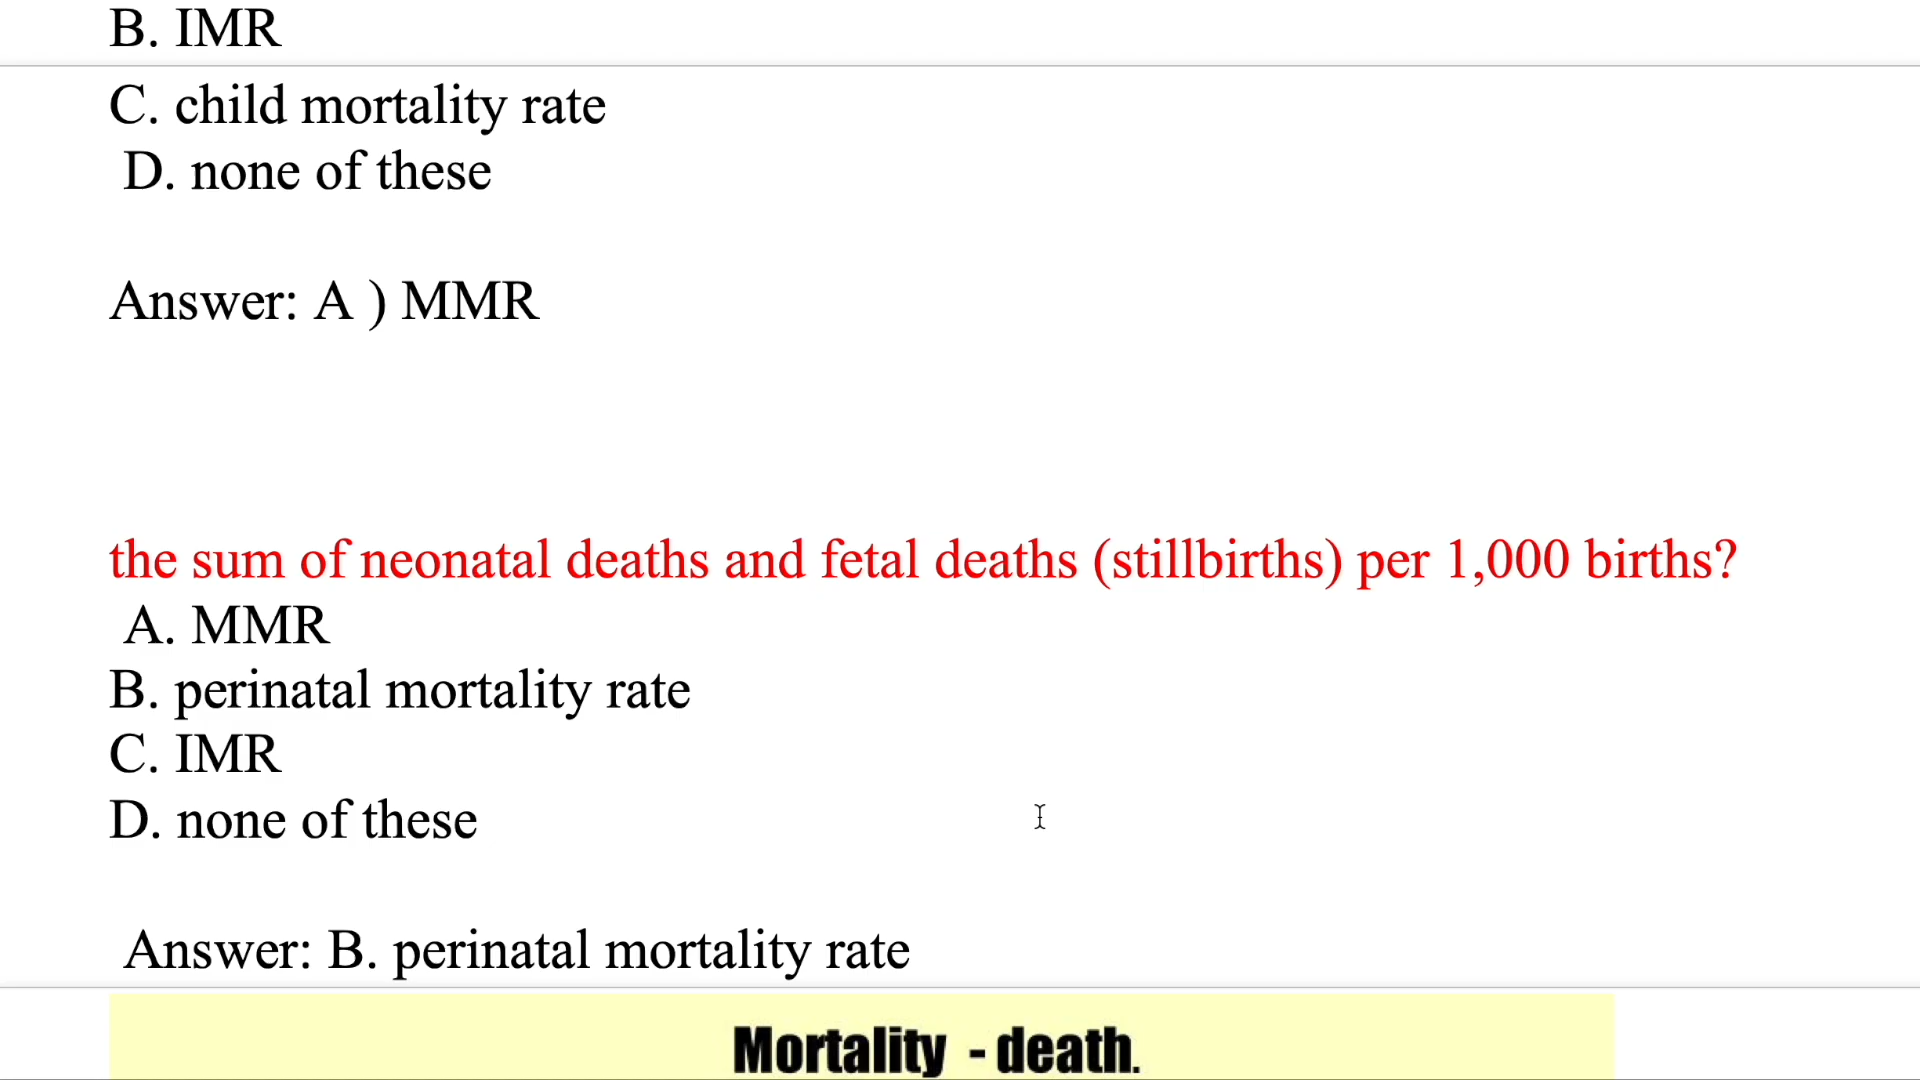 B. IMR
C. child mortality rate
D. none of these
Answer: A ) MMR
the sum of neonatal deaths and fetal deaths (stillbirths) per 1,000 births?
A. MMR
B. perinatal mortality rate
C. IMR
D. none of these
Answer: B. perinatal mortality rate
Mortality - death.